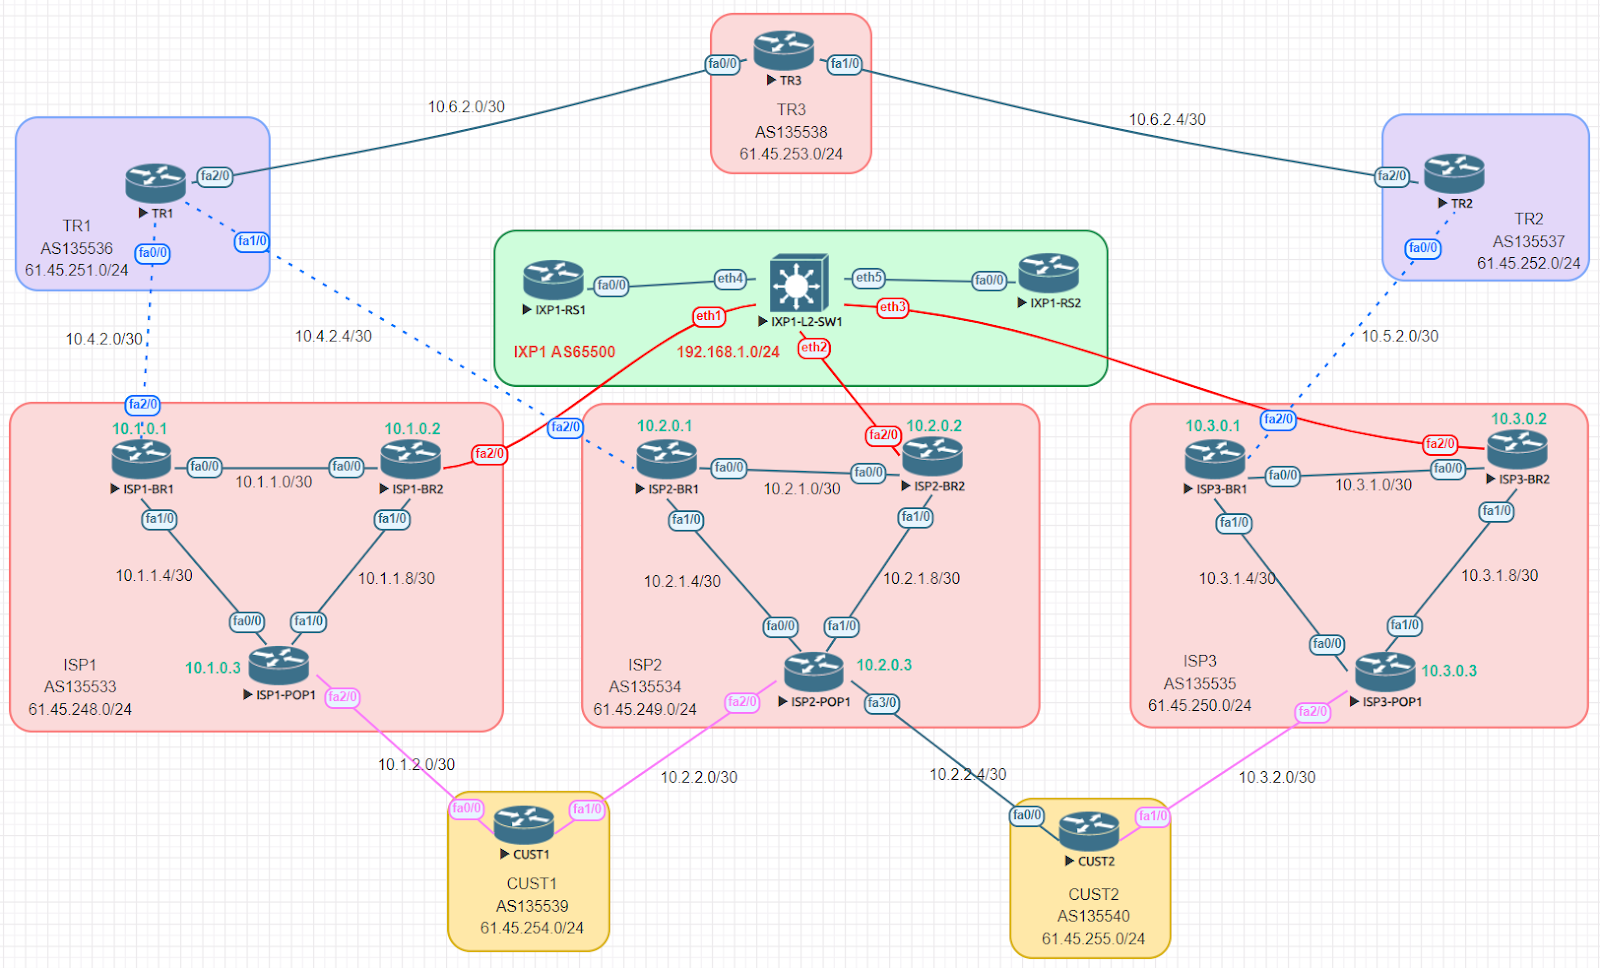 fa0/0
fa1/0
▶ TR3
TR3
AS135538
61.45.253.0/24
10.6.2.0/30
10.6.2.4/30
fa2/0
▶ TR1
TR1
AS135536
61.45.251.0/24
fa0/0
fa1/0
fa2/0
▶ TR2
TR2
AS135537
61.45.252.0/24
fa0/0
▶ IXP1-RS1
fa0/0
eth4
eth5
fa0/0
▶ IXP1-RS2
eth1
▶ IXP1-L2-SW1
eth3
eth2
IXP1 AS65500
192.168.1.0/24
10.4.2.0/30
10.4.2.4/30
10.5.2.0/30
fa2/0
10.1.0.1
10.1.0.2
fa2/0
▶ ISP1-BR1
fa0/0
fa0/0
10.1.1.0/30
▶ ISP1-BR2
fa1/0
fa1/0
10.1.1.4/30
10.1.1.8/30
fa0/0
fa1/0
10.1.0.3
▶ ISP1-POP1
fa2/0
ISP1
AS135533
61.45.248.0/24
fa2/0
10.2.0.1
fa2/0
10.2.0.2
▶ ISP2-BR1
fa0/0
fa0/0
10.2.1.0/30
▶ ISP2-BR2
fa1/0
fa1/0
10.2.1.4/30
10.2.1.8/30
fa0/0
fa1/0
10.2.0.3
▶ ISP2-POP1
fa2/0
fa3/0
ISP2
AS135534
61.45.249.0/24
10.3.0.1
fa2/0
fa2/0
10.3.0.2
▶ ISP3-BR1
fa0/0
fa0/0
10.3.1.0/30
▶ ISP3-BR2
fa1/0
fa1/0
10.3.1.4/30
10.3.1.8/30
fa0/0
fa1/0
10.3.0.3
▶ ISP3-POP1
fa2/0
ISP3
AS135535
61.45.250.0/24
10.1.2.0/30
10.2.2.0/30
10.2.2.4/30
10.3.2.0/30
fa0/0
fa1/0
▶ CUST1
CUST1
AS135539
61.45.254.0/24
fa0/0
fa1/0
▶ CUST2
CUST2
AS135540
61.45.255.0/24